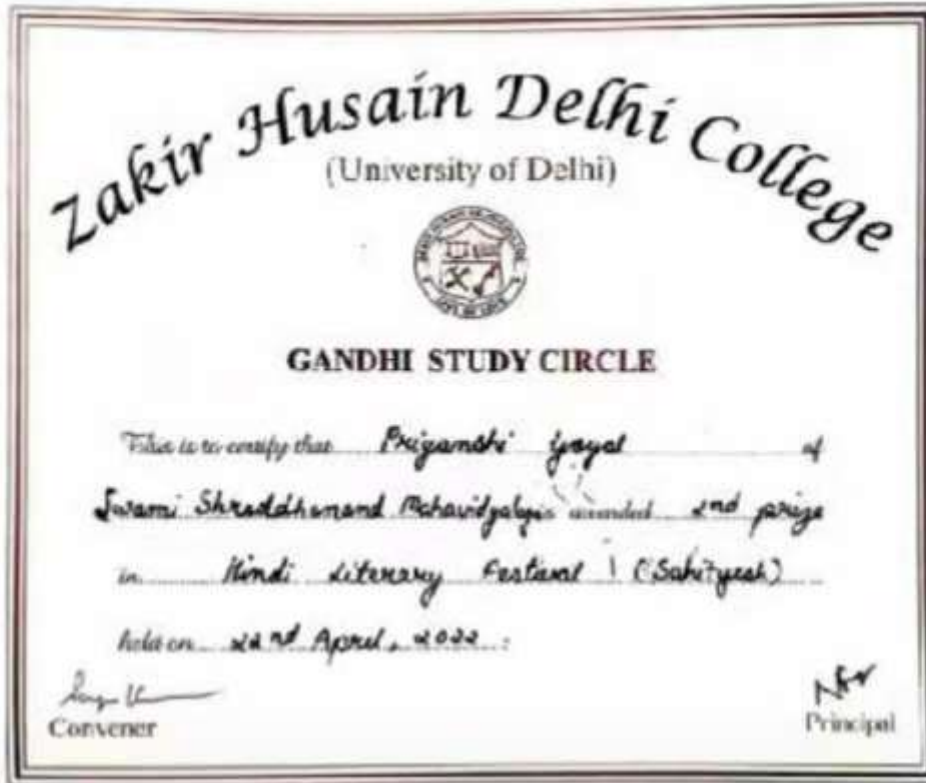 Zakir Husain Delhi College
(University of Delhi)
GANDHI STUDY CIRCLE
This is to certify that Priyanshi Goyal of
Swami Shraddhanand Mahavidyalaya is awarded 2nd prize
in Hindi Literary Festival ('Sahityesh)
held on 22nd April, 2022.
Convener
Principal